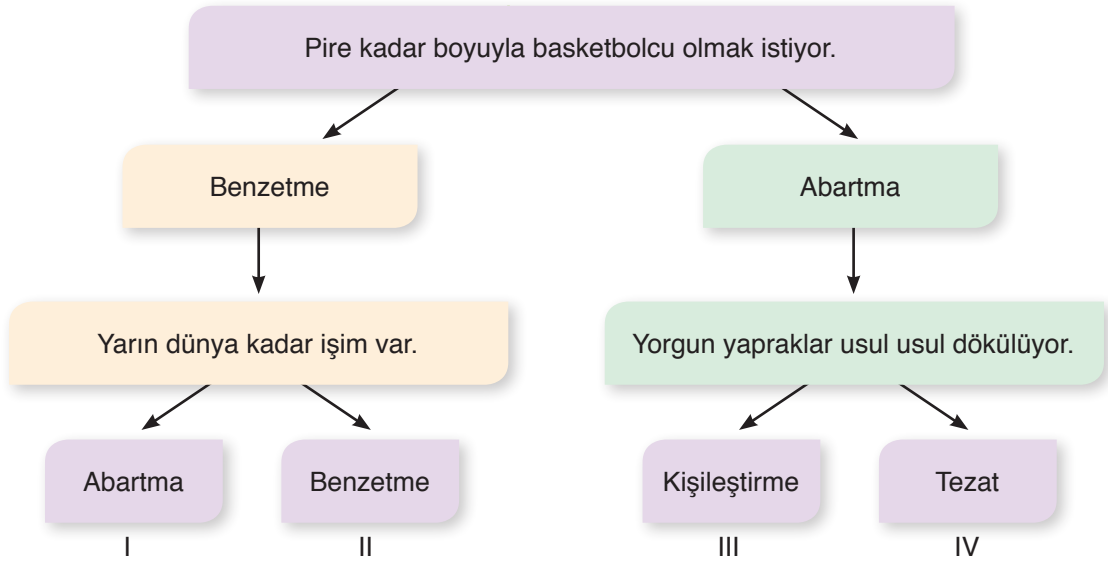 Pire kadar boyuyla basketbolcu olmak istiyor.
Benzetme
Abartma
Yarın dünya kadar işim var.
Yorgun yapraklar usul usul dökülüyor.
Abartma
Benzetme
Kişileştirme
Tezat
I
II
III
IV